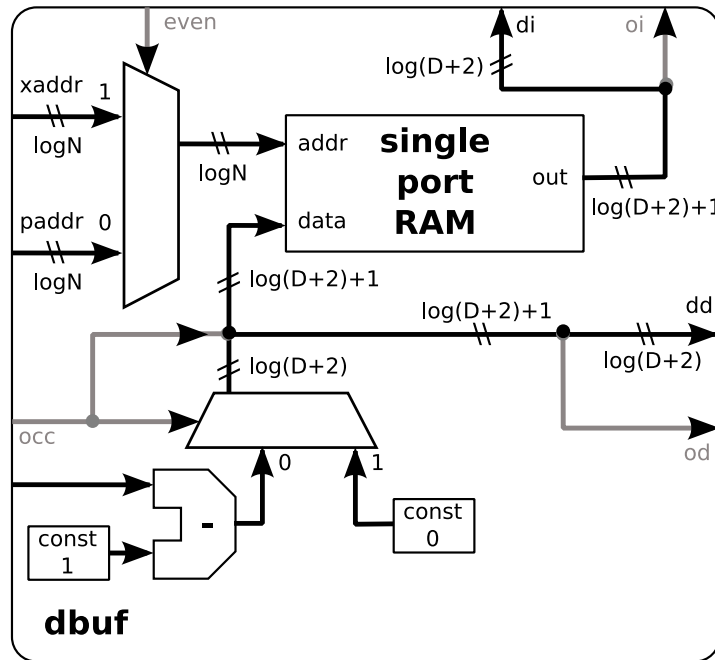 even
di
oi
log(D+2)
xaddr
1
logN
addr
single
port
RAM
out
logN
log(D+2)+1
paddr
0
logN
data
log(D+2)+1
log(D+2)+1
dd
log(D+2)
log(D+2)
occ
od
0
1
-
const
1
const
0
dbuf